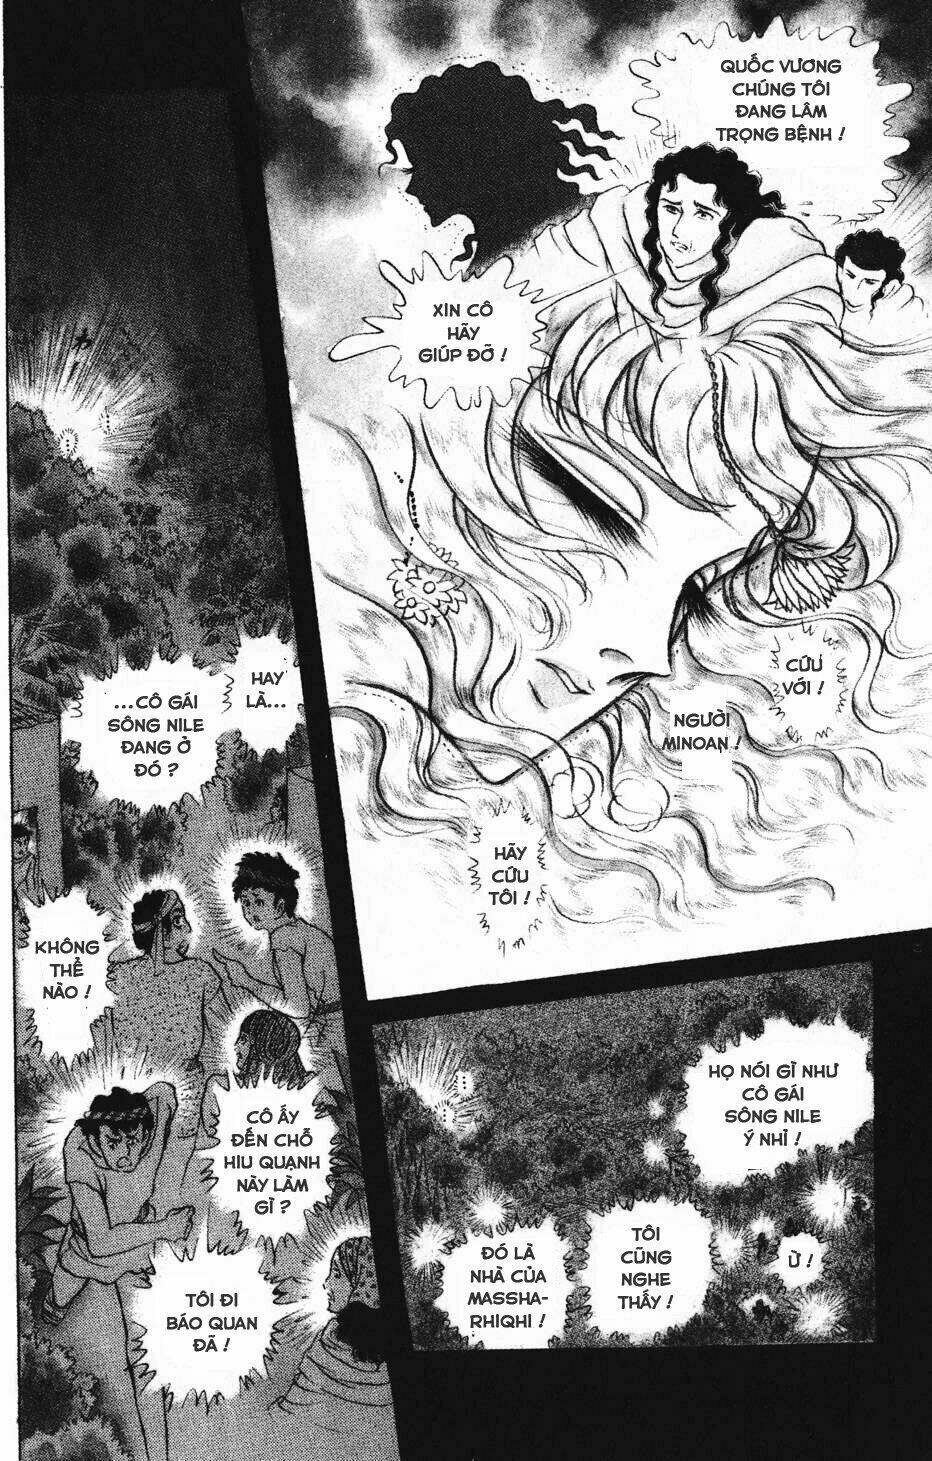 QUỐC VƯƠNG
CHÚNG TÔI
ĐANG LÂM
TRỌNG BỆNH !
XIN CÔ
HÃY
GIÚP ĐỠ !
CỨU
VỚI !
NGƯỜI
MINOAN !
HÃY
CỨU
TÔI !
HỌ NÓI GÌ NHƯ
CÔ GÁI
SÔNG NILE
Ý NHỈ !
Ừ !
TÔI
CŨNG
NGHE
THẤY !
ĐÓ LÀ
NHÀ CỦA
MASSHA-
RHIQHI !
HAY
LÀ...
...CÔ GÁI
SÔNG NILE
ĐANG Ở
ĐÓ ?
KHÔNG
THỂ
NÀO !
CÔ ẤY
ĐẾN CHỖ
HIU QUẠNH
NÀY LÀM
GÌ ?
TÔI ĐI
BÁO QUAN
ĐÃ !